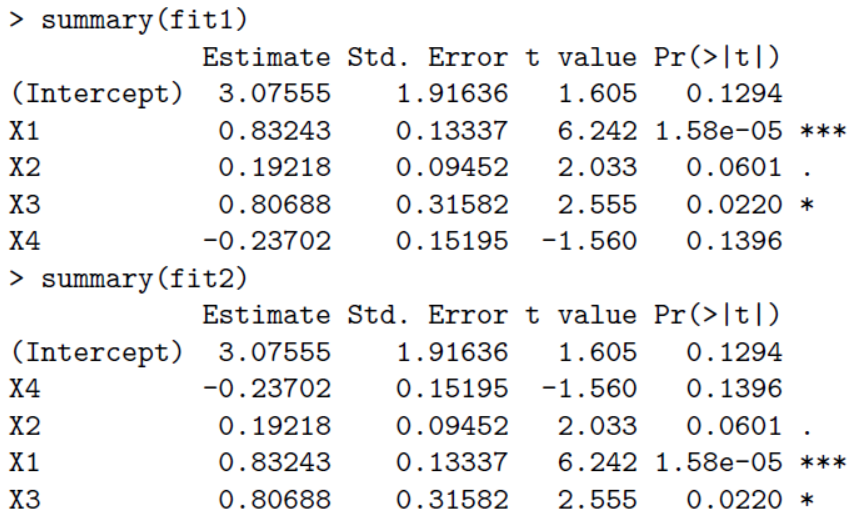 > summary(fit1)
            Estimate Std. Error t value Pr(>|t|)
(Intercept)  3.07555    1.91636   1.605   0.1294
X1           0.83243    0.13337   6.242 1.58e-05 ***
X2           0.19218    0.09452   2.033   0.0601 .
X3           0.80688    0.31582   2.555   0.0220 *
X4          -0.23702    0.15195  -1.560   0.1396
> summary(fit2)
            Estimate Std. Error t value Pr(>|t|)
(Intercept)  3.07555    1.91636   1.605   0.1294
X4          -0.23702    0.15195  -1.560   0.1396
X2           0.19218    0.09452   2.033   0.0601 .
X1           0.83243    0.13337   6.242 1.58e-05 ***
X3           0.80688    0.31582   2.555   0.0220 *